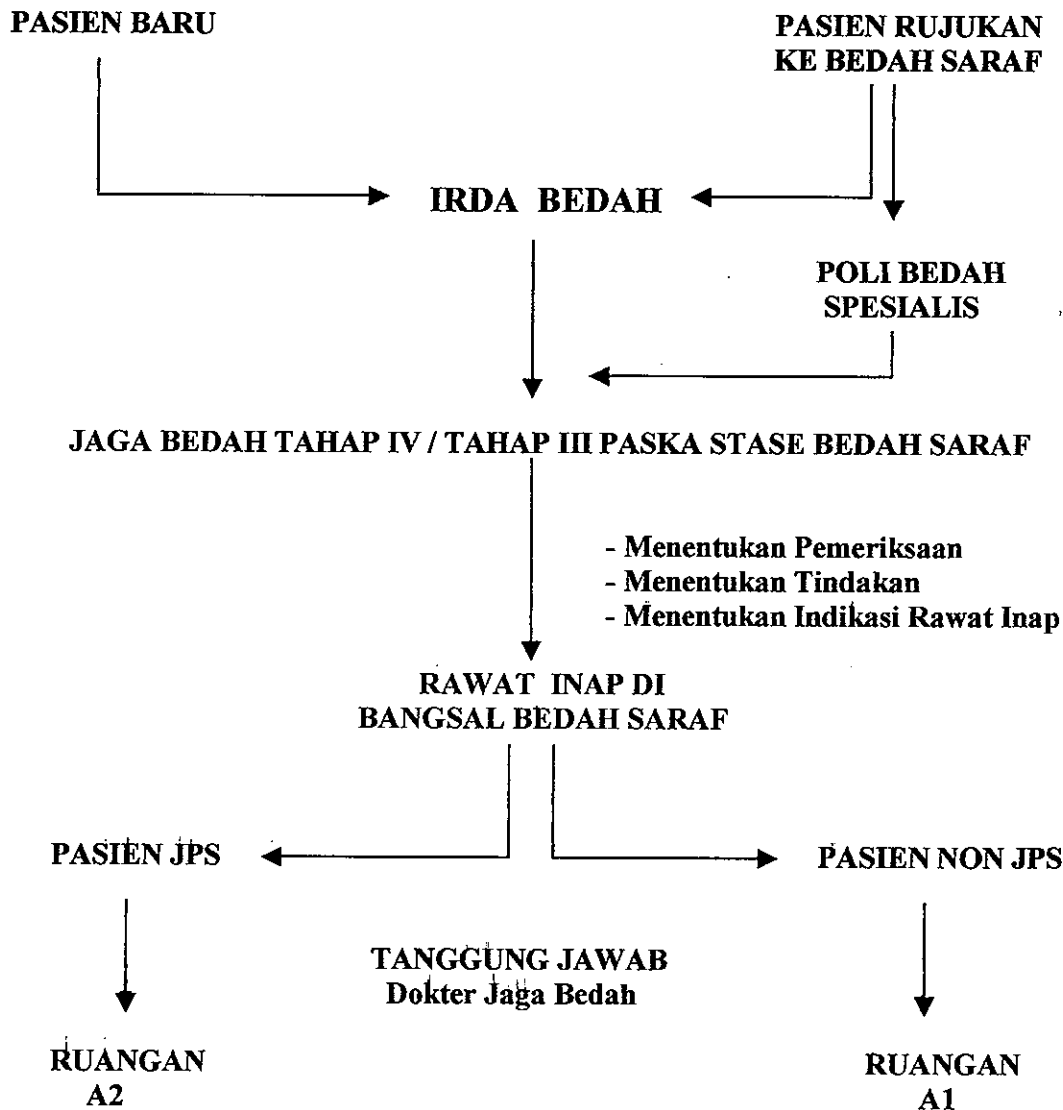 PASIEN BARU
PASIEN RUJUKAN
KE BEDAH SARAF
IRDA BEDAH
POLI BEDAH
SPESIALIS
JAGA BEDAH TAHAP IV / TAHAP III PASKA STASE BEDAH SARAF
- Menentukan Pemeriksaan
- Menentukan Tindakan
- Menentukan Indikasi Rawat Inap
RAWAT INAP DI
BANGSAL BEDAH SARAF
PASIEN JPS
PASIEN NON JPS
TANGGUNG JAWAB
Dokter Jaga Bedah
RUANGAN
A2
RUANGAN
A1